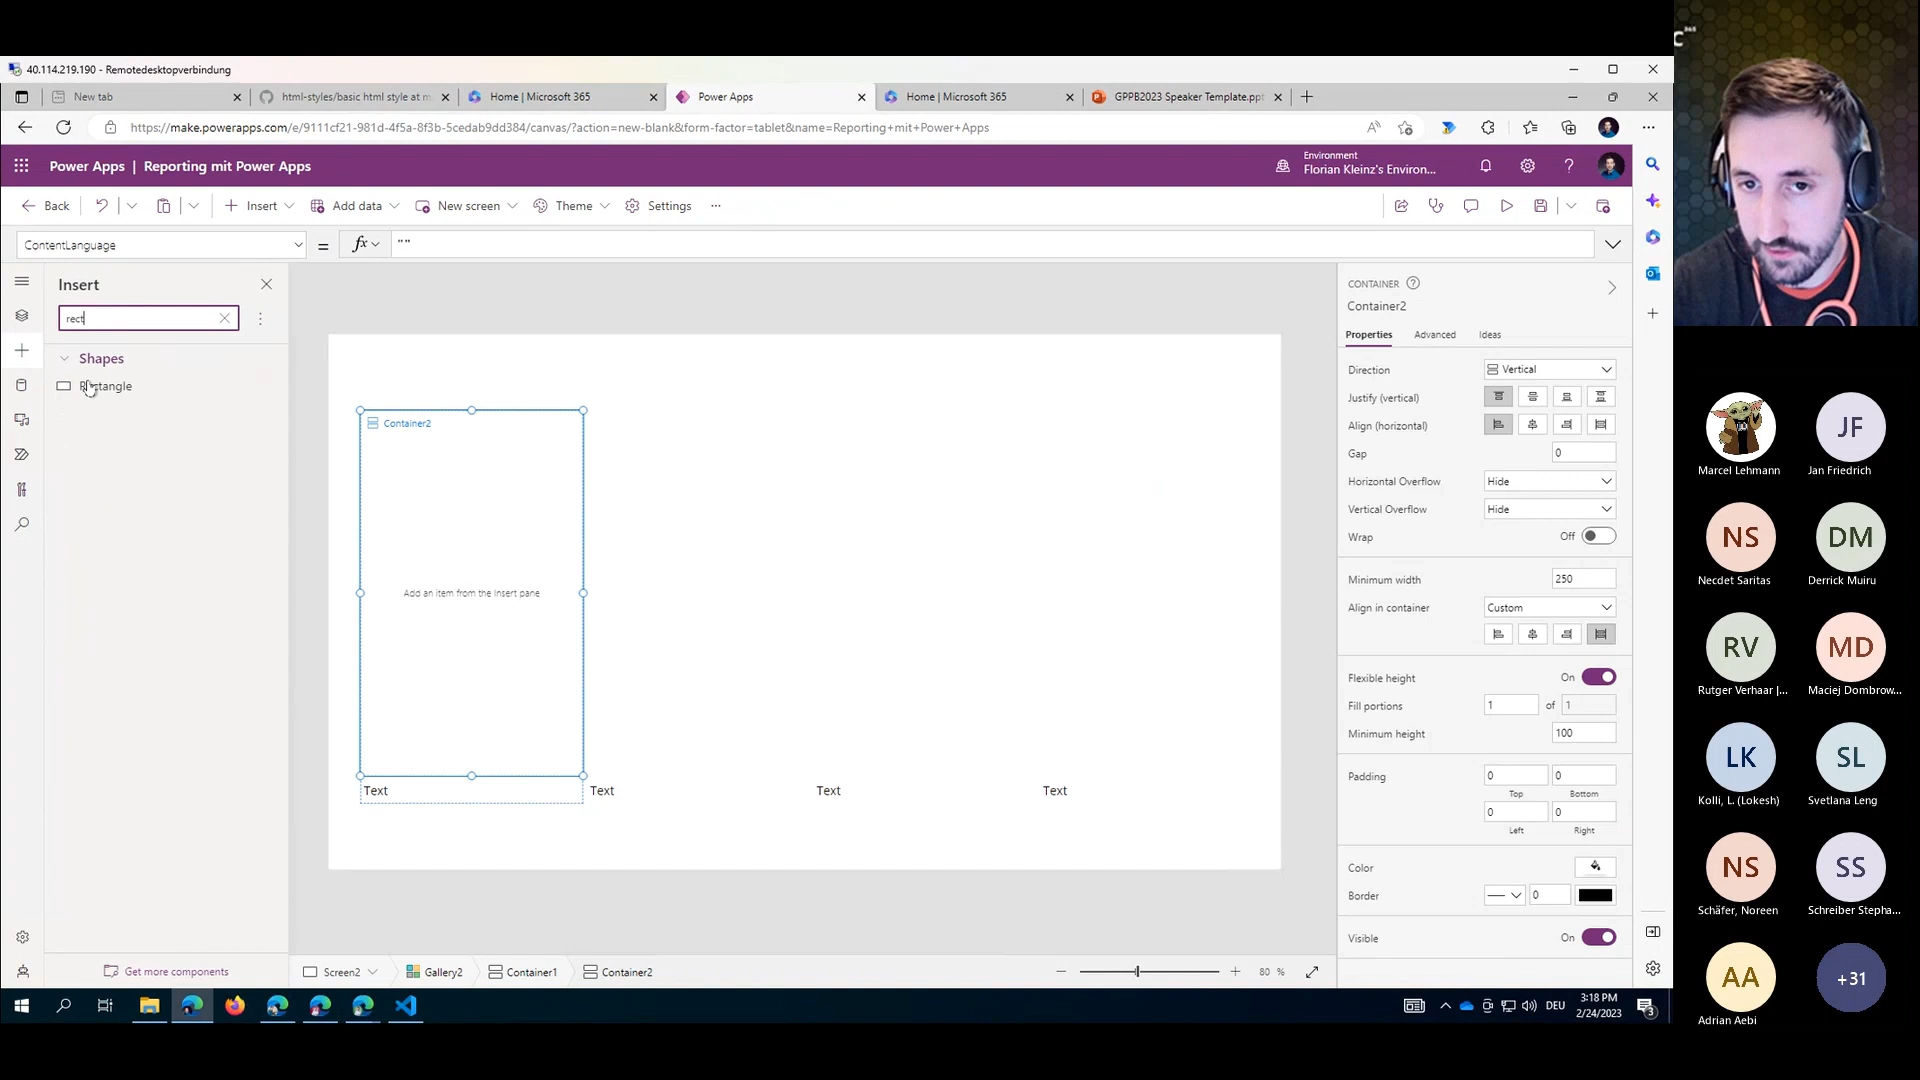 40.114.219.190 - Remotedesktopverbindung
New tab
html-styles/basic html style at m
Home | Microsoft 365
Power Apps
Home | Microsoft 365
GPPB2023 Speaker Template.ppt
https://make.powerapps.com/e/9111cf21-981d-4f5a-8f3b-5cedab9dd384/canvas/?action=new-blank&form-factor=tablet&name=Reporting+mit+Power+Apps
Power Apps | Reporting mit Power Apps
Environment
Florian Kleinz's Environ...
Back
Insert
Add data
New screen
Theme
Settings
ContentLanguage
=
fx
""
Insert
rect
Shapes
Rectangle
Get more components
Container2
Add an item from the Insert pane
Text
Text
Text
Text
Screen2
Gallery2
Container1
Container2
80 %
CONTAINER
Container2
Properties
Advanced
Ideas
Direction
Vertical
Justify (vertical)
Align (horizontal)
Gap
0
Horizontal Overflow
Hide
Vertical Overflow
Hide
Wrap
Off
Minimum width
250
Align in container
Custom
Flexible height
On
Fill portions
1 of 1
Minimum height
100
Padding
0
0
Top
Bottom
0
0
Left
Right
Color
Border
0
Visible
On
DEU
3:18 PM
2/24/2023
3
C365
Marcel Lehmann
JF
Jan Friedrich
NS
Necdet Saritas
DM
Derrick Muiru
RV
Rutger Verhaar |...
MD
Maciej Dombrow...
LK
Kolli, L. (Lokesh)
SL
Svetlana Leng
NS
Schäfer, Noreen
SS
Schreiber Stepha...
AA
Adrian Aebi
+31